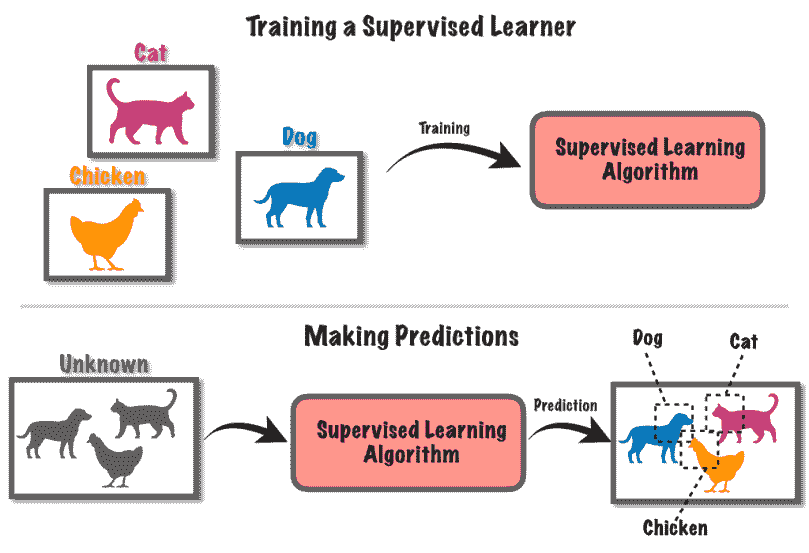 Training a Supervised Learner
Cat
Dog
Chicken
Training
Supervised Learning
Algorithm
Making Predictions
Unknown
Supervised Learning
Algorithm
Prediction
Dog
Cat
Chicken